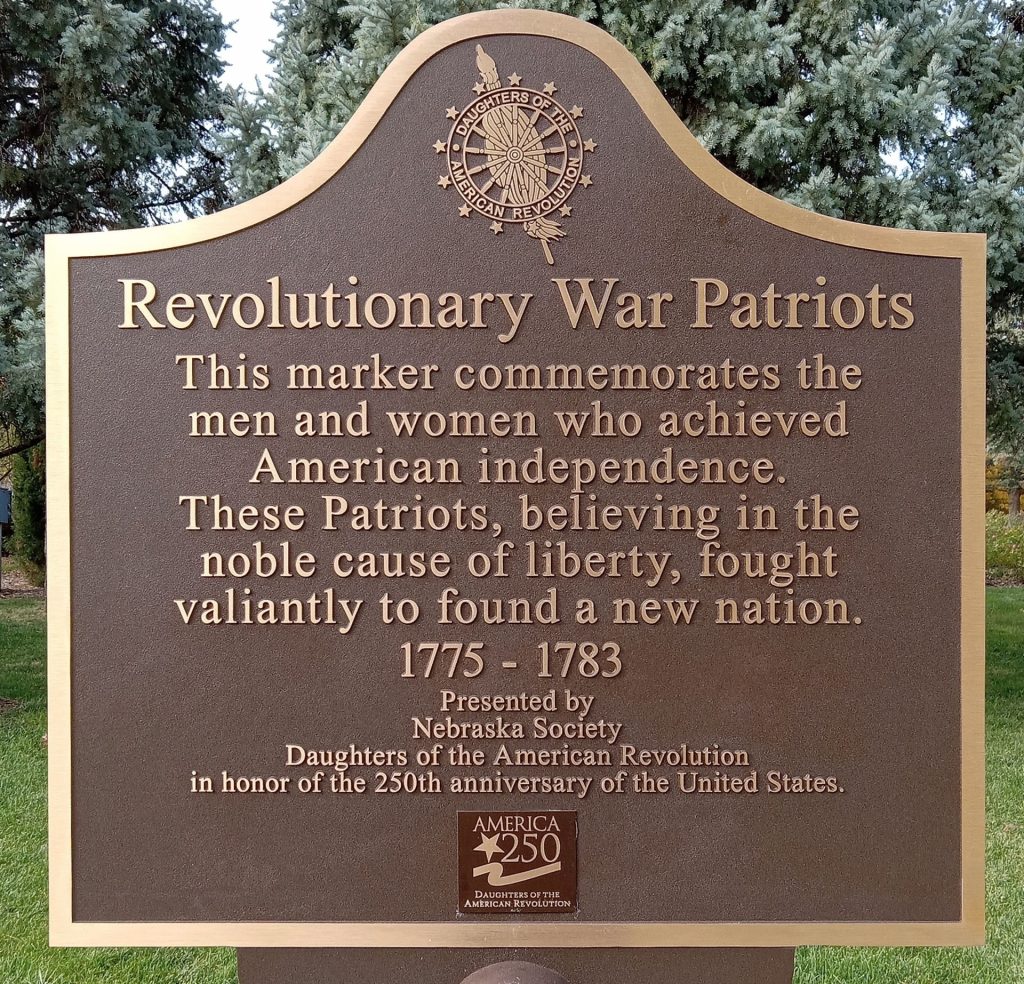 DAUGHTERS OF THE
AMERICAN REVOLUTION
Revolutionary War Patriots
This marker commemorates the
men and women who achieved
American independence.
These Patriots, believing in the
noble cause of liberty, fought
valiantly to found a new nation.
1775 - 1783
Presented by
Nebraska Society
Daughters of the American Revolution
in honor of the 250th anniversary of the United States.
AMERICA
250
DAUGHTERS OF THE
AMERICAN REVOLUTION